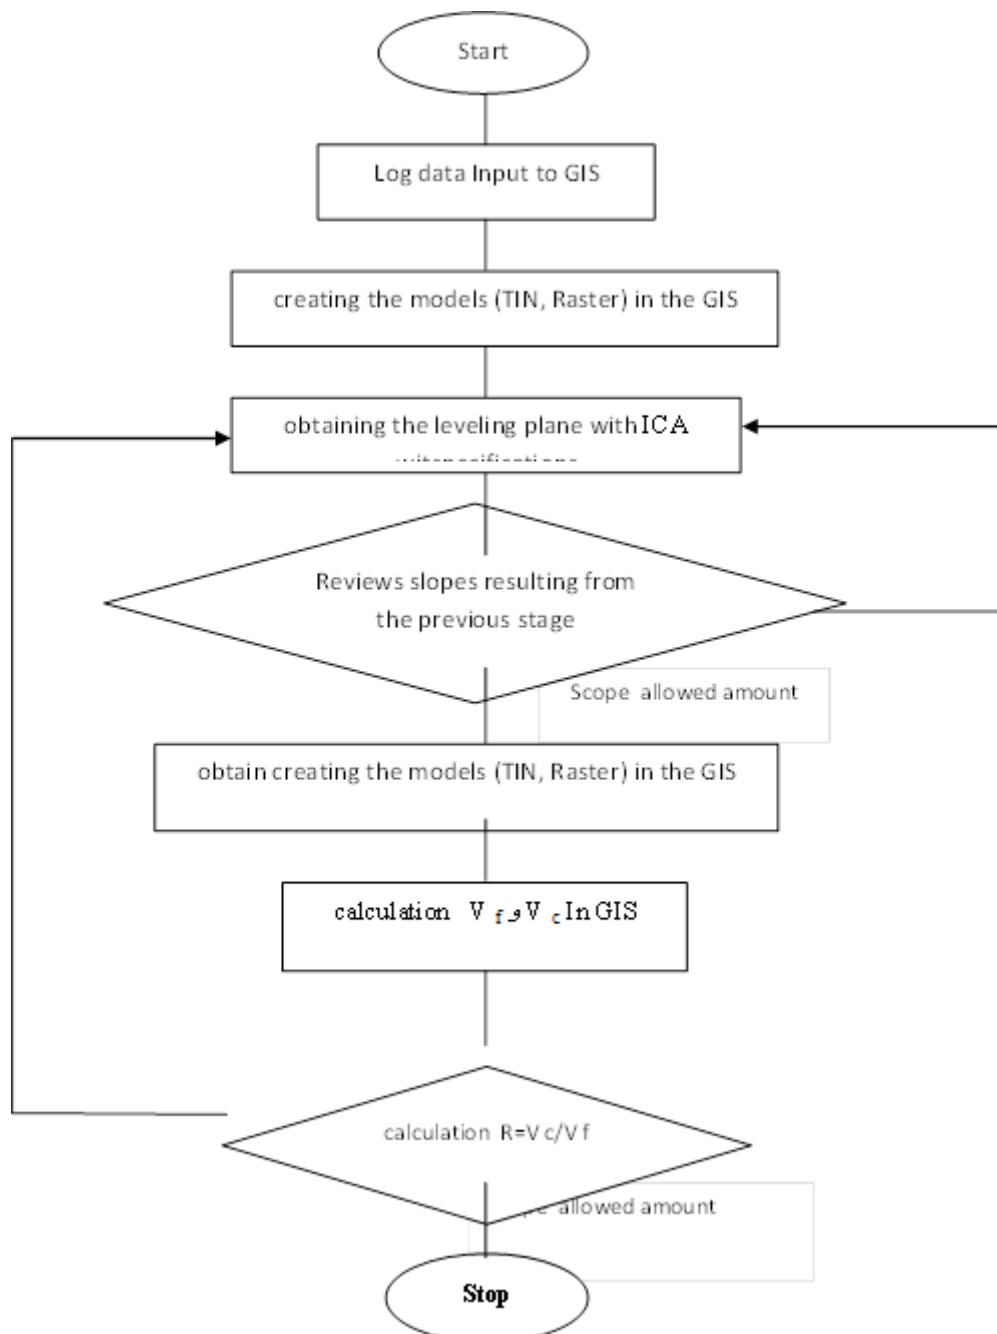 Start
Log data Input to GIS
creating the models (TIN, Raster) in the GIS
obtaining the leveling plane with ICA
Reviews slopes resulting from
the previous stage
Scope allowed amount
obtain creating the models (TIN, Raster) in the GIS
calculation V f و V c In GIS
calculation R=V c/V f
allowed amount
Stop